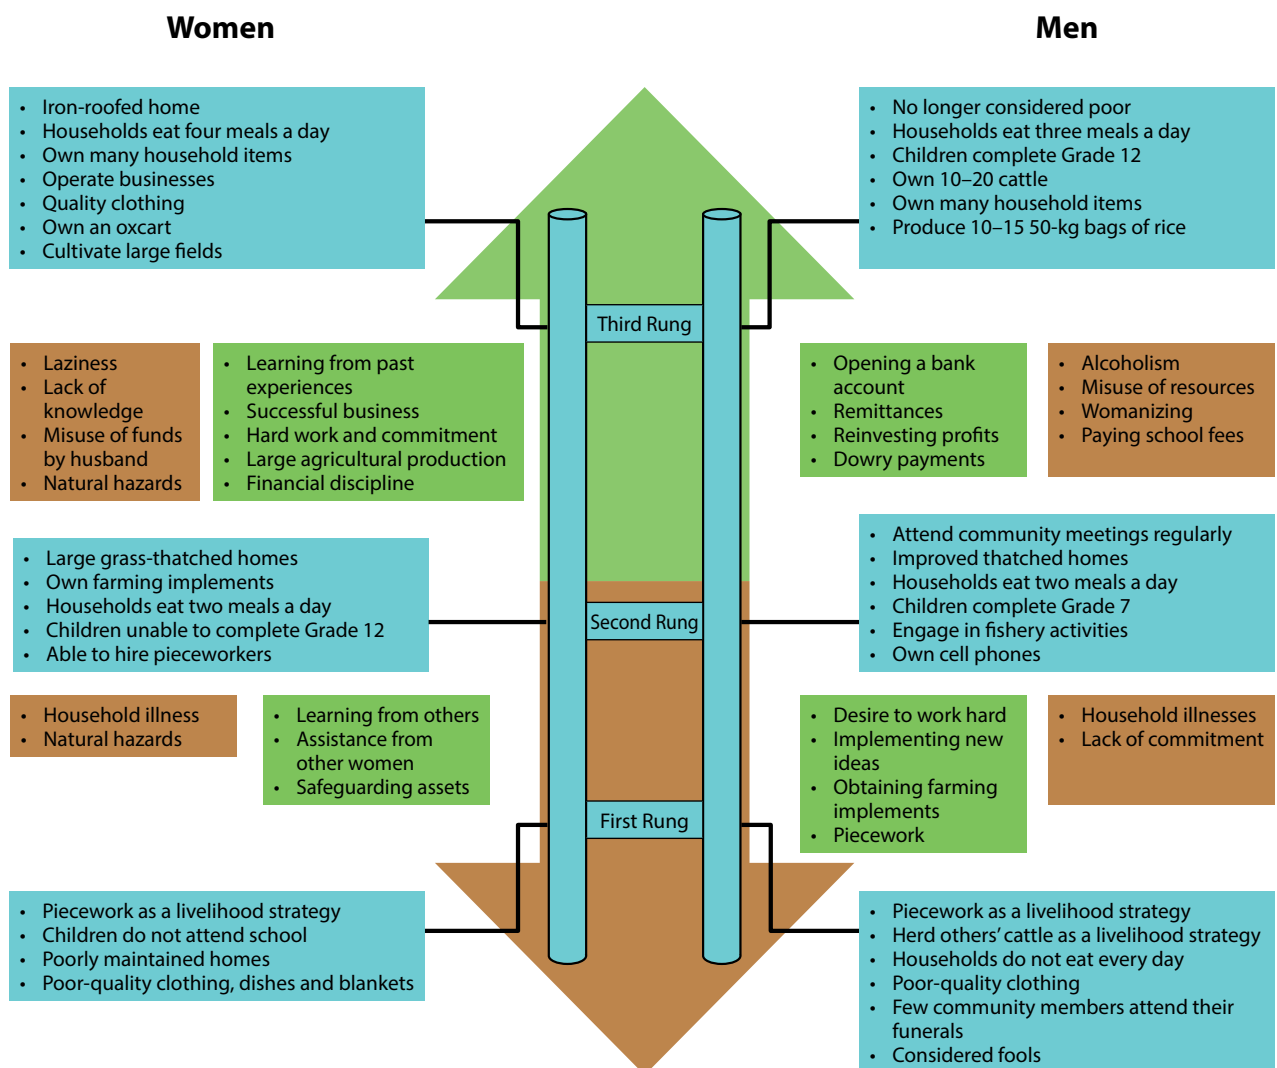 Women
Men
• Iron-roofed home
• Households eat four meals a day
• Own many household items
• Operate businesses
• Quality clothing
• Own an oxcart
• Cultivate large fields
• No longer considered poor
• Households eat three meals a day
• Children complete Grade 12
• Own 10–20 cattle
• Own many household items
• Produce 10–15 50-kg bags of rice
Third Rung
• Laziness
• Lack of
knowledge
• Misuse of funds
by husband
• Natural hazards
• Learning from past
experiences
• Successful business
• Hard work and commitment
• Large agricultural production
• Financial discipline
• Opening a bank
account
• Remittances
• Reinvesting profits
• Dowry payments
• Alcoholism
• Misuse of resources
• Womanizing
• Paying school fees
• Large grass-thatched homes
• Own farming implements
• Households eat two meals a day
• Children unable to complete Grade 12
• Able to hire pieceworkers
Second Rung
• Attend community meetings regularly
• Improved thatched homes
• Households eat two meals a day
• Children complete Grade 7
• Engage in fishery activities
• Own cell phones
• Household illness
• Natural hazards
• Learning from others
• Assistance from
other women
• Safeguarding assets
• Desire to work hard
• Implementing new
ideas
• Obtaining farming
implements
• Piecework
• Household illnesses
• Lack of commitment
First Rung
• Piecework as a livelihood strategy
• Children do not attend school
• Poorly maintained homes
• Poor-quality clothing, dishes and blankets
• Piecework as a livelihood strategy
• Herd others’ cattle as a livelihood strategy
• Households do not eat every day
• Poor-quality clothing
• Few community members attend their
funerals
• Considered fools